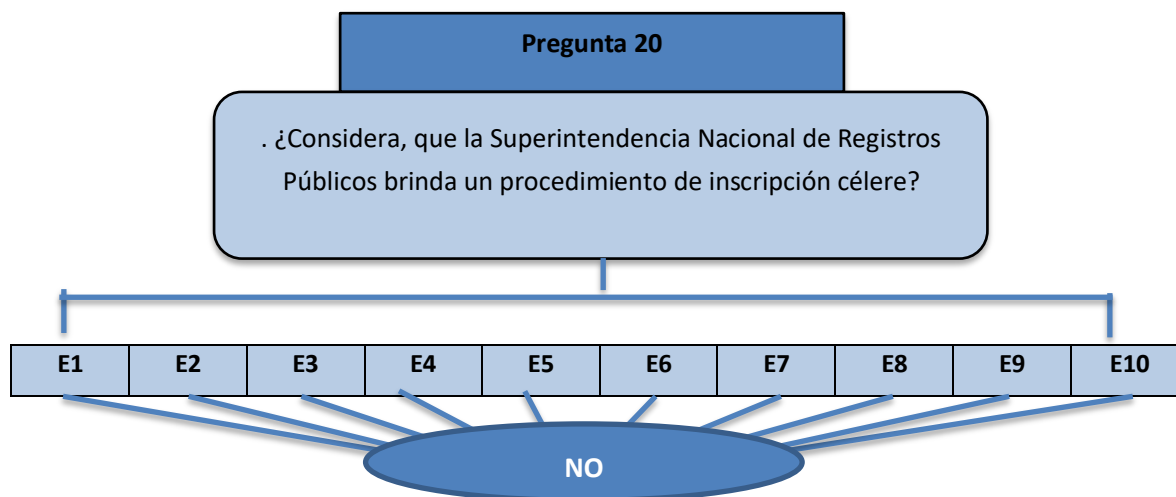 Pregunta 20
. ¿Considera, que la Superintendencia Nacional de Registros
Públicos brinda un procedimiento de inscripción célere?
E1 E2 E3 E4 E5 E6 E7 E8 E9 E10
NO